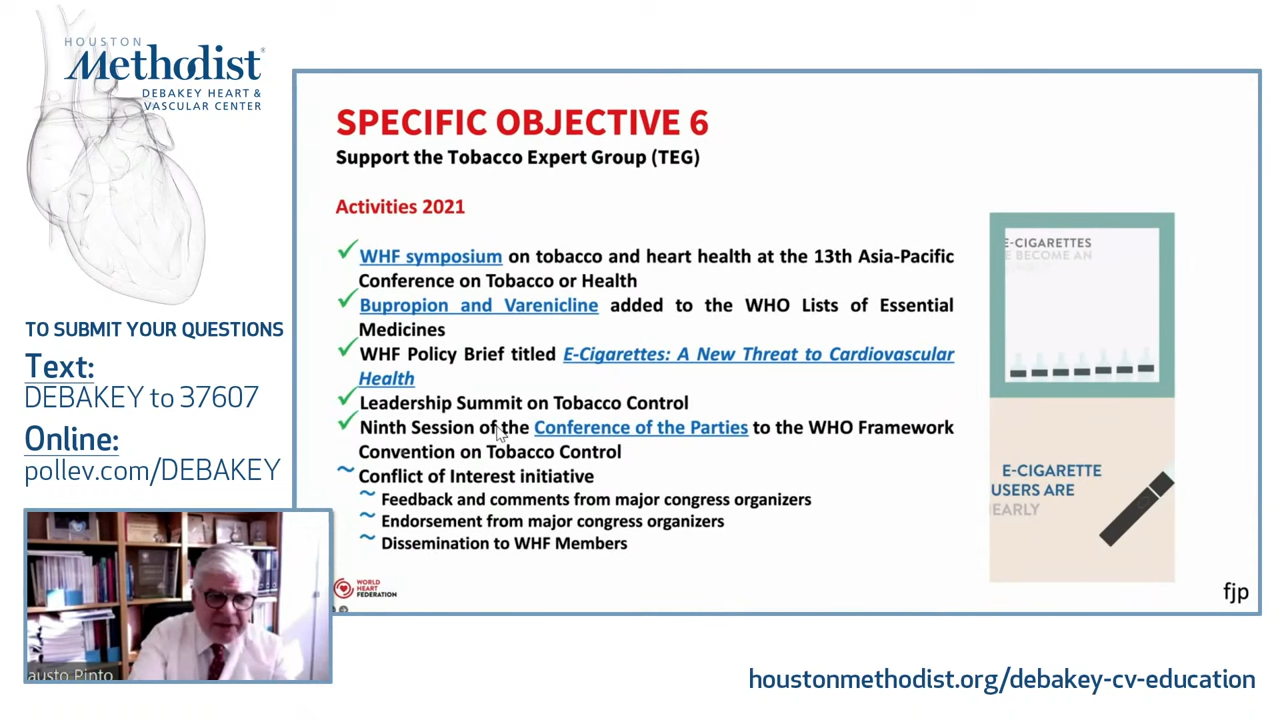 HOUSTON
Methodist
DEBAKEY HEART &
VASCULAR CENTER
TO SUBMIT YOUR QUESTIONS
Text:
DEBAKEY to 37607
Online:
pollev.com/DEBAKEY
SPECIFIC OBJECTIVE 6
Support the Tobacco Expert Group (TEG)
Activities 2021
WHF symposium on tobacco and heart health at the 13th Asia-Pacific
Conference on Tobacco or Health
Bupropion and Varenicline added to the WHO Lists of Essential
Medicines
WHF Policy Brief titled E-Cigarettes: A New Threat to Cardiovascular
Health
Leadership Summit on Tobacco Control
Ninth Session of the Conference of the Parties to the WHO Framework
Convention on Tobacco Control
~ Conflict of Interest initiative
~ Feedback and comments from major congress organizers
~ Endorsement from major congress organizers
~ Dissemination to WHF Members
E-CIGARETTES
E BECOME AN
E-CIGARETTE
USERS ARE
NEARLY
WORLD
HEART
FEDERATION
fjp
austo Pinto
houstonmethodist.org/debakey-cv-education